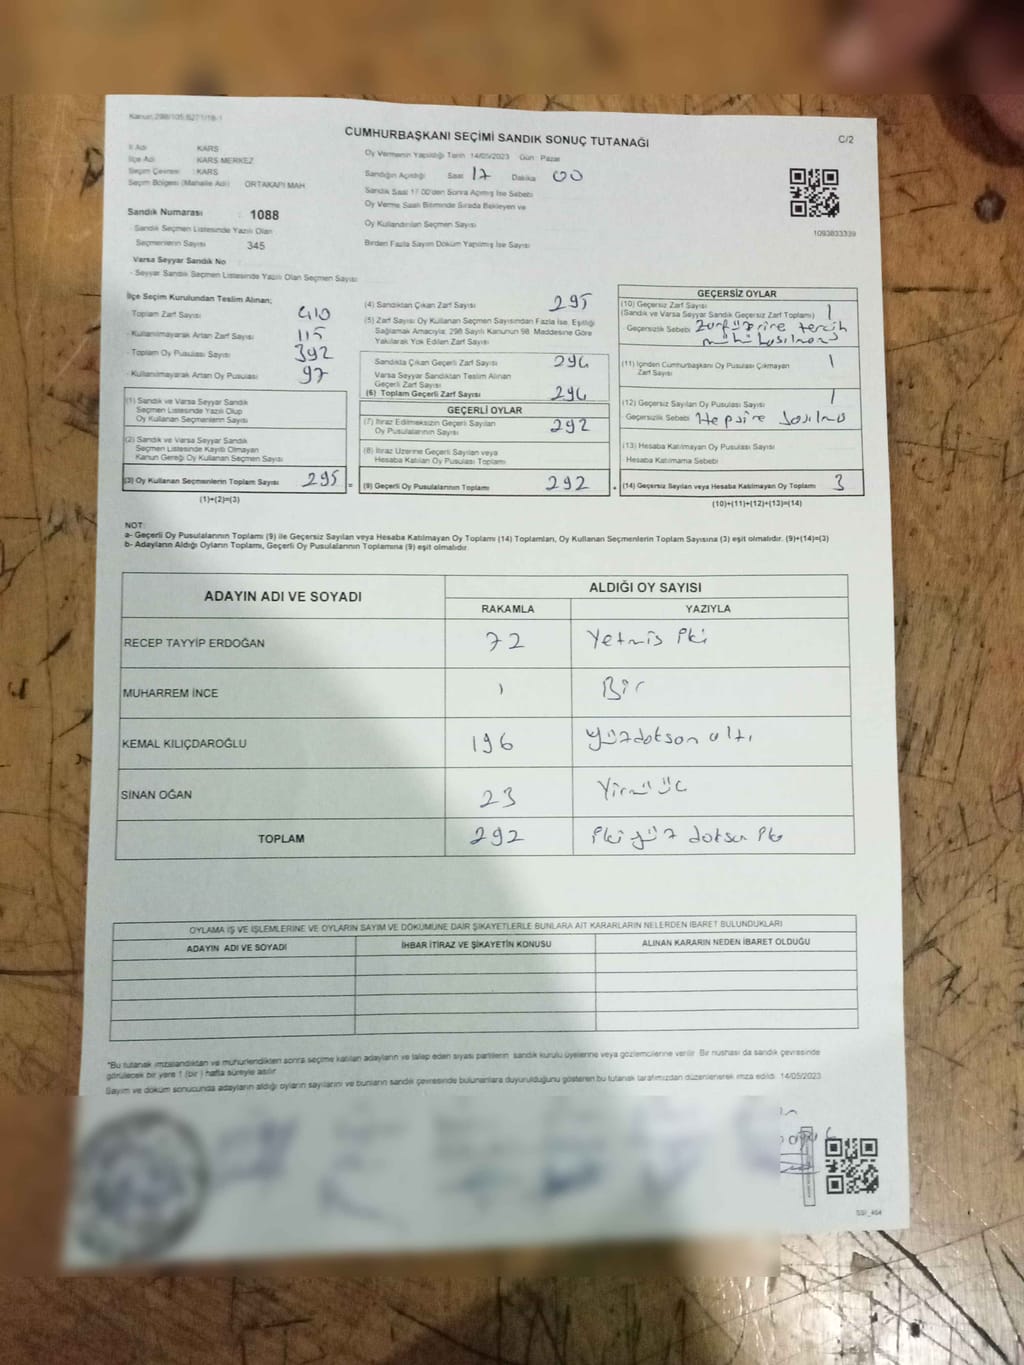 Kanun:298/105,6271/18-1
CUMHURBAŞKANI SEÇİMİ SANDIK SONUÇ TUTANAĞI
C/2
İl Adı KARS
İlçe Adı KARS MERKEZ
Seçim Çevresi KARS
Seçim Bölgesi (Mahalle Adı) ORTAKAPI MAH
Sandık Numarası : 1088
Sandık Seçmen Listesinde Yazılı Olan
Seçmenlerin Sayısı 345
Varsa Seyyar Sandık No
- Seyyar Sandık Seçmen Listesinde Yazılı Olan Seçmen Sayısı
Oy Vermenin Yapıldığı Tarih 14/05/2023 Gün : Pazar
Sandığın Açıldığı Saat 17 Dakika 00
Sandık Saat 17.00'den Sonra Açılmış İse Sebebi
Oy Verme Saati Bitiminde Sırada Bekleyen ve
Oy Kullandırılan Seçmen Sayısı
Birden Fazla Sayım Döküm Yapılmış İse Sayısı
1093833339
İlçe Seçim Kurulundan Teslim Alınan;
- Toplam Zarf Sayısı 410
- Kullanılmayarak Artan Zarf Sayısı 115
- Toplam Oy Pusulası Sayısı 392
- Kullanılmayarak Artan Oy Pusulası 97
(1) Sandık ve Varsa Seyyar Sandık
Seçmen Listesinde Yazılı Olup
Oy Kullanan Seçmenlerin Sayısı
(2) Sandık ve Varsa Seyyar Sandık
Seçmen Listesinde Kayıtlı Olmayan
Kanun Gereği Oy Kullanan Seçmen Sayısı
(3) Oy Kullanan Seçmenlerin Toplam Sayısı 295 =
(1)+(2)=(3)
(4) Sandıktan Çıkan Zarf Sayısı 295
(5) Zarf Sayısı Oy Kullanan Seçmen Sayısından Fazla İse, Eşitliği
Sağlamak Amacıyla; 298 Sayılı Kanunun 98. Maddesine Göre
Yakılarak Yok Edilen Zarf Sayısı
Sandıkta Çıkan Geçerli Zarf Sayısı 294
Varsa Seyyar Sandıktan Teslim Alınan
Geçerli Zarf Sayısı
(6) Toplam Geçerli Zarf Sayısı 294
GEÇERLİ OYLAR
(7) İtiraz Edilmeksizin Geçerli Sayılan
Oy Pusulalarının Sayısı 292
(8) İtiraz Üzerine Geçerli Sayılan veya
Hesaba Katılan Oy Pusulası Toplamı
(9) Geçerli Oy Pusulalarının Toplamı 292
GEÇERSİZ OYLAR
(10) Geçersiz Zarf Sayısı
(Sandık ve Varsa Seyyar Sandık Geçersiz Zarf Toplamı) 1
Geçersizlik Sebebi Zarf üzerine tercih
mühü basılması
(11) İçinden Cumhurbaşkanı Oy Pusulası Çıkmayan
Zarf Sayısı 1
(12) Geçersiz Sayılan Oy Pusulası Sayısı 1
Geçersizlik Sebebi Hepsine basılmış
(13) Hesaba Katılmayan Oy Pusulası Sayısı
Hesaba Katılmama Sebebi
(14) Geçersiz Sayılan veya Hesaba Katılmayan Oy Toplamı 3
(10)+(11)+(12)+(13)=(14)
NOT:
a- Geçerli Oy Pusulalarının Toplamı (9) ile Geçersiz Sayılan veya Hesaba Katılmayan Oy Toplamı (14) Toplamları, Oy Kullanan Seçmenlerin Toplam Sayısına (3) eşit olmalıdır. (9)+(14)=(3)
b- Adayların Aldığı Oyların Toplamı, Geçerli Oy Pusulalarının Toplamına (9) eşit olmalıdır.
ADAYIN ADI VE SOYADI
ALDIĞI OY SAYISI
RAKAMLA YAZIYLA
RECEP TAYYİP ERDOĞAN 72 Yetmis İki
MUHARREM İNCE 1 Bir
KEMAL KILIÇDAROĞLU 196 Yüzdoksan altı
SİNAN OĞAN 23 Yirmi üç
TOPLAM 292 İki yüz doksan iki
OYLAMA İŞ VE İŞLEMLERİNE VE OYLARIN SAYIM VE DÖKÜMÜNE DAİR ŞİKAYETLERLE BUNLARA AİT KARARLARIN NELERDEN İBARET BULUNDUKLARI
ADAYIN ADI VE SOYADI İHBAR İTİRAZ VE ŞİKAYETİN KONUSU ALINAN KARARIN NEDEN İBARET OLDUĞU
*Bu tutanak imzalandıktan ve mühürlendikten sonra seçime katılan adayların ve talep eden siyasi partilerin sandık kurulu üyelerine veya gözlemcilerine verilir. Bir nüshası da sandık çevresinde
görülecek bir yere 1 (bir) hafta süreyle asılır.
Sayım ve döküm sonucunda adayların aldığı oyların sayılarını ve bunların sandık çevresinde bulunanlara duyurulduğunu gösteren bu tutanak tarafımızdan düzenlenerek imza edildi. 14/05/2023
SSI_464